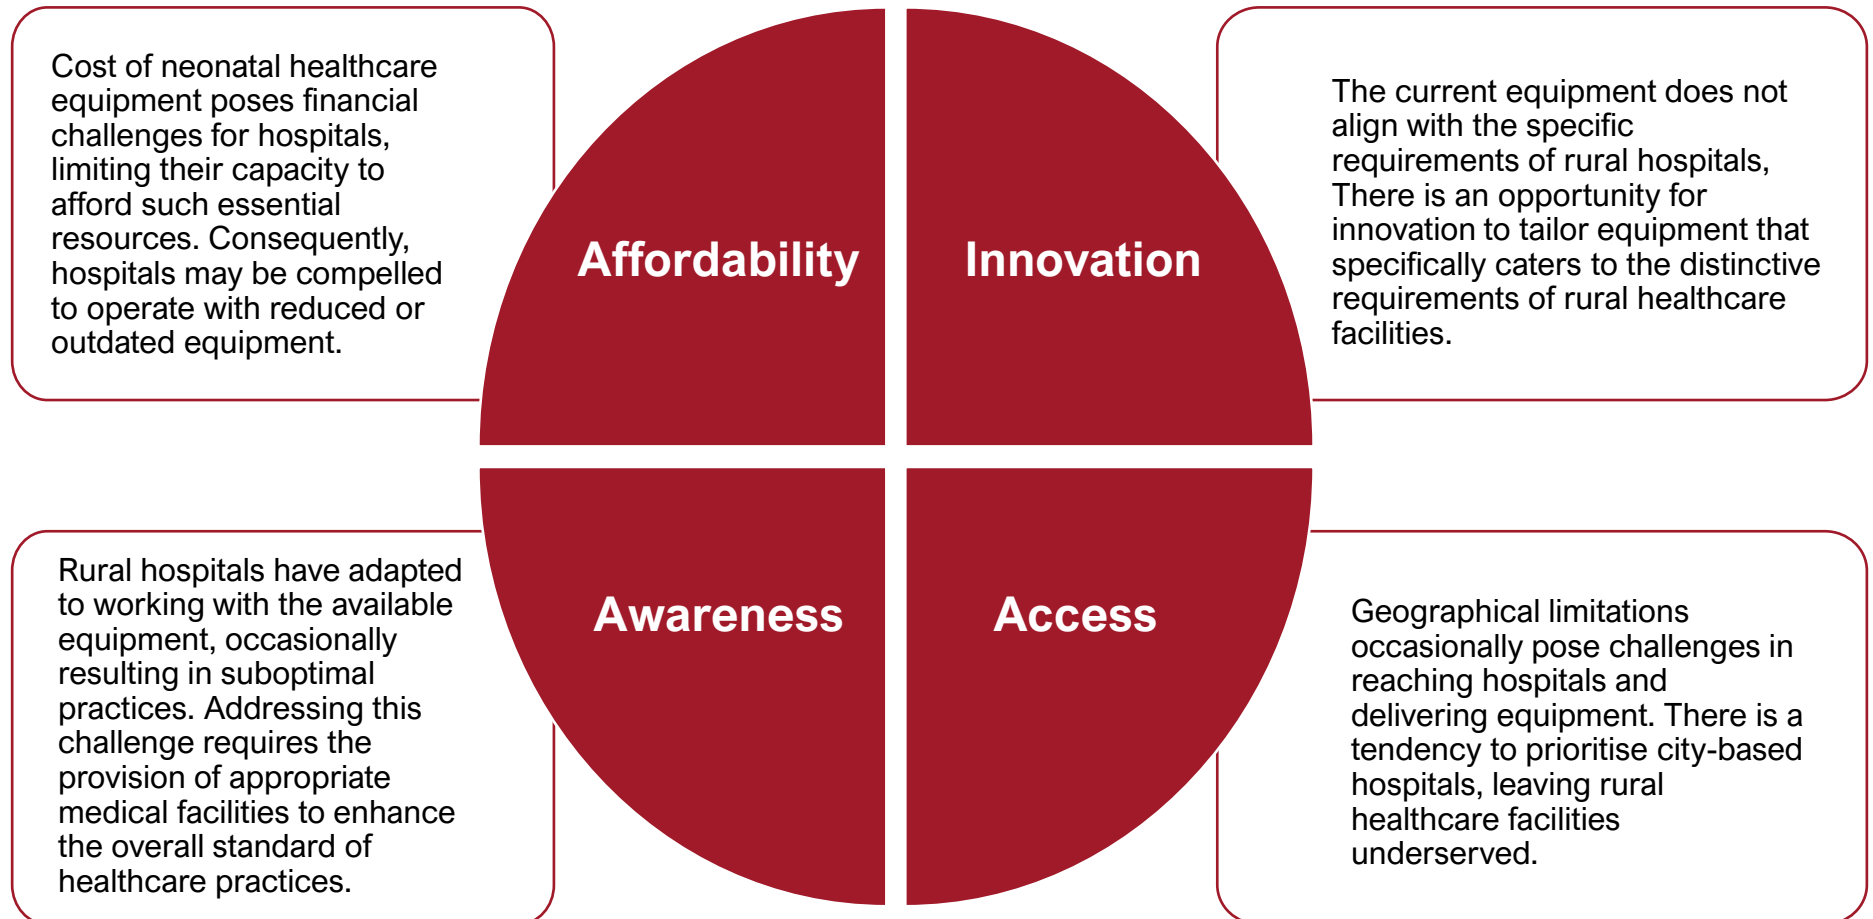 Cost of neonatal healthcare
equipment poses financial
challenges for hospitals,
limiting their capacity to
afford such essential
resources. Consequently,
hospitals may be compelled
to operate with reduced or
outdated equipment.
Affordability
Innovation
The current equipment does not
align with the specific
requirements of rural hospitals,
There is an opportunity for
innovation to tailor equipment that
specifically caters to the distinctive
requirements of rural healthcare
facilities.
Rural hospitals have adapted
to working with the available
equipment, occasionally
resulting in suboptimal
practices. Addressing this
challenge requires the
provision of appropriate
medical facilities to enhance
the overall standard of
healthcare practices.
Awareness
Access
Geographical limitations
occasionally pose challenges in
reaching hospitals and
delivering equipment. There is a
tendency to prioritise city-based
hospitals, leaving rural
healthcare facilities
underserved.